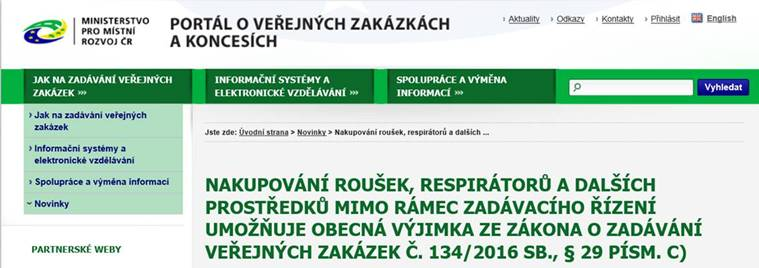 MINISTERSTVO
PRO MÍSTNÍ
ROZVOJ ČR
PORTÁL O VEŘEJNÝCH ZAKÁZKÁCH
A KONCESÍCH
› Aktuality › Odkazy › Kontakty › Přihlásit English
JAK NA ZADÁVÁNÍ VEŘEJNÝCH
ZAKÁZEK »»
INFORMAČNÍ SYSTÉMY A
ELEKTRONICKÉ VZDĚLÁVÁNÍ »»
SPOLUPRÁCE A VÝMĚNA
INFORMACÍ »»
Vyhledat
› Jak na zadávání veřejných
zakázek
› Informační systémy a
elektronické vzdělávání
› Spolupráce a výměna informací
Novinky
PARTNERSKÉ WEBY
Jste zde: Úvodní strana > Novinky > Nakupování roušek, respirátorů a dalších ...
NAKUPOVÁNÍ ROUŠEK, RESPIRÁTORŮ A DALŠÍCH
PROSTŘEDKŮ MIMO RÁMEC ZADÁVACÍHO ŘÍZENÍ
UMOŽŇUJE OBECNÁ VÝJIMKA ZE ZÁKONA O ZADÁVÁNÍ
VEŘEJNÝCH ZAKÁZEK Č. 134/2016 SB., § 29 PÍSM. C)